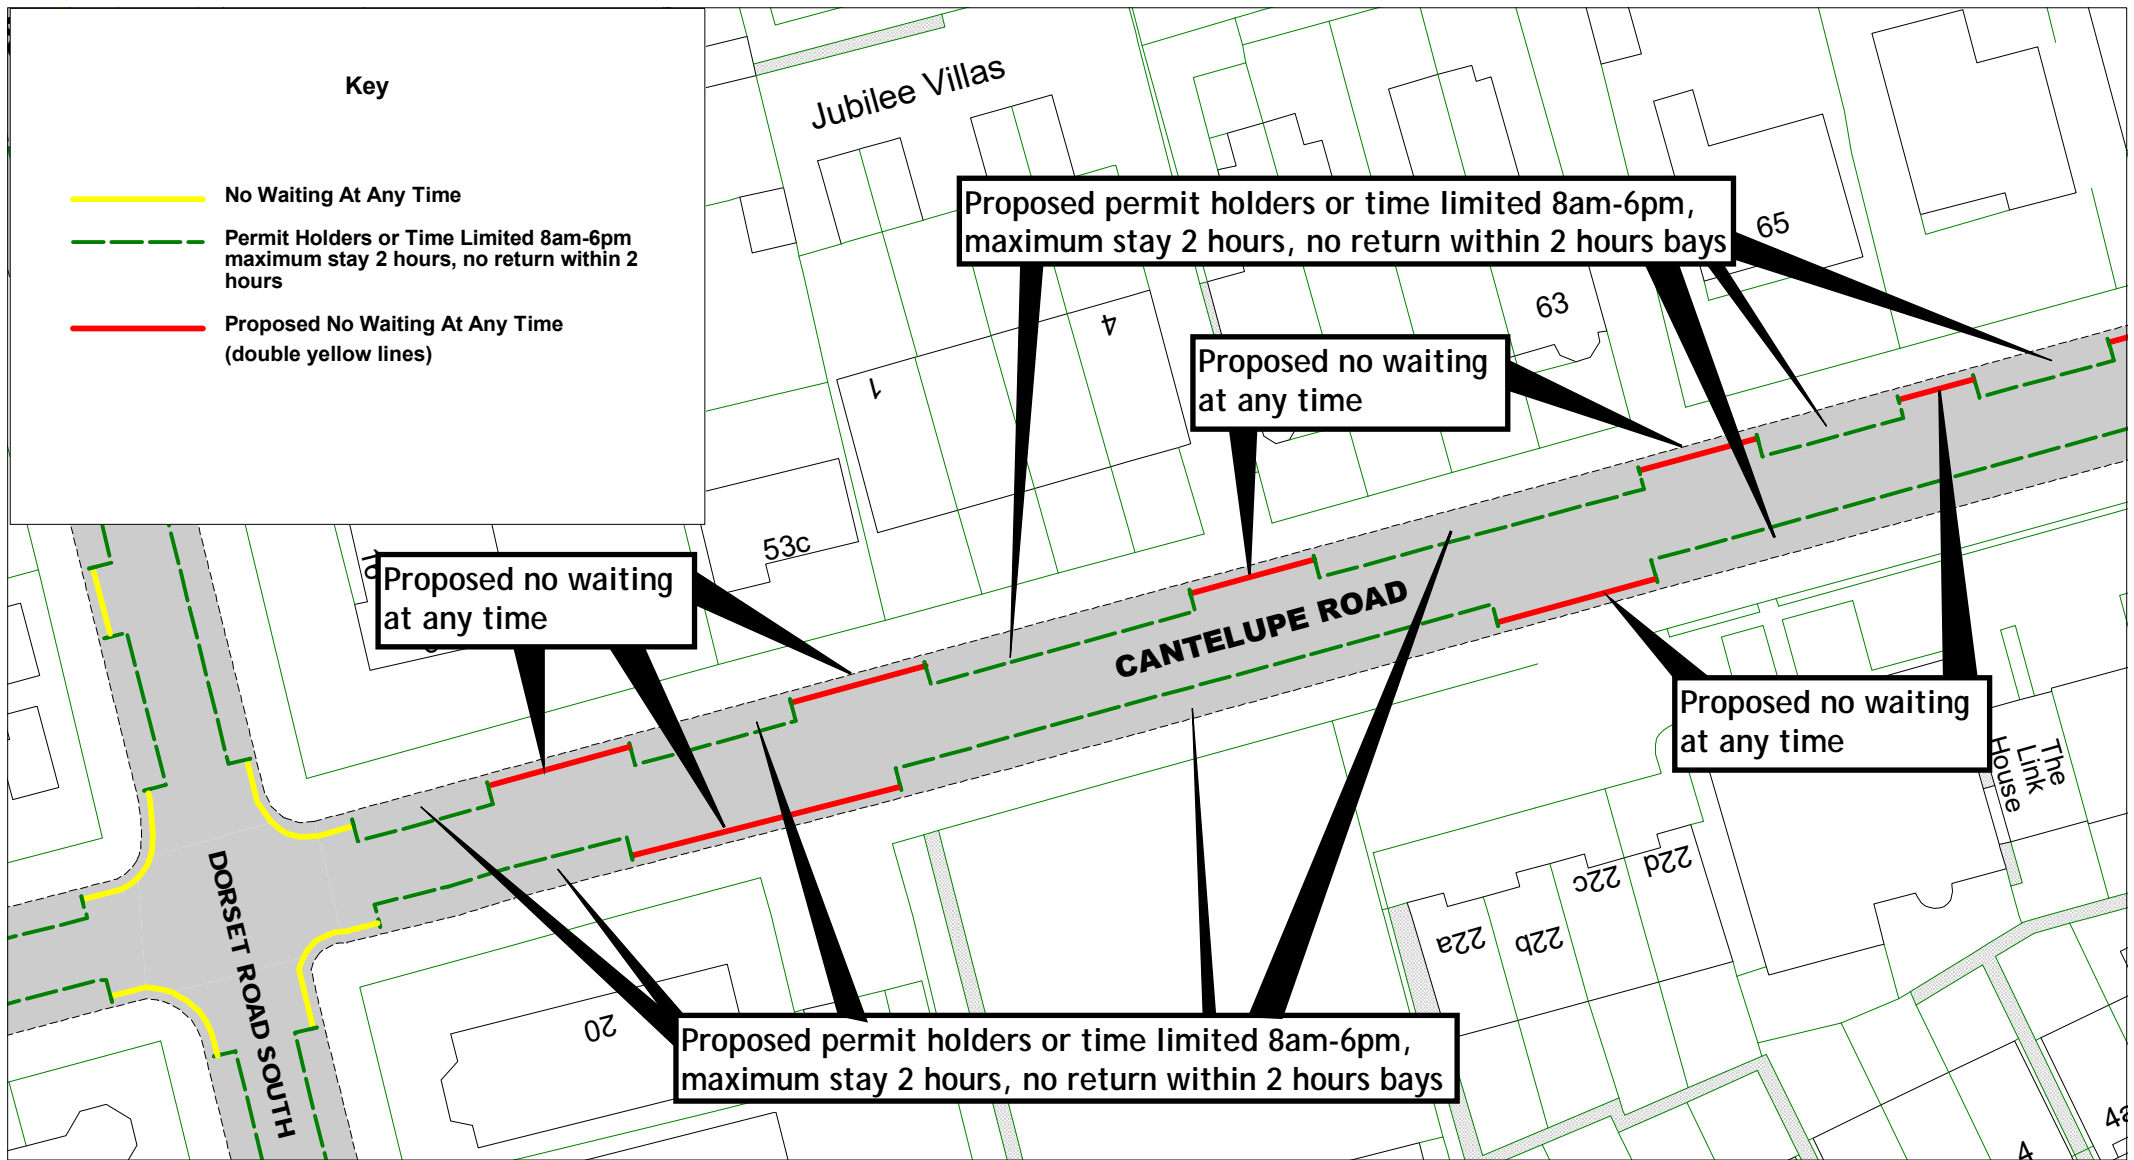 Key
No Waiting At Any Time
Permit Holders or Time Limited 8am-6pm
maximum stay 2 hours, no return within 2
hours
Proposed No Waiting At Any Time
(double yellow lines)
Jubilee Villas
Proposed permit holders or time limited 8am-6pm,
maximum stay 2 hours, no return within 2 hours bays
65
63
4
1
Proposed no waiting
at any time
53c
Proposed no waiting
at any time
CANTELUPE ROAD
Proposed no waiting
at any time
The
Link
House
DORSET ROAD SOUTH
22d
22c
22b
22a
20
Proposed permit holders or time limited 8am-6pm,
maximum stay 2 hours, no return within 2 hours bays
4